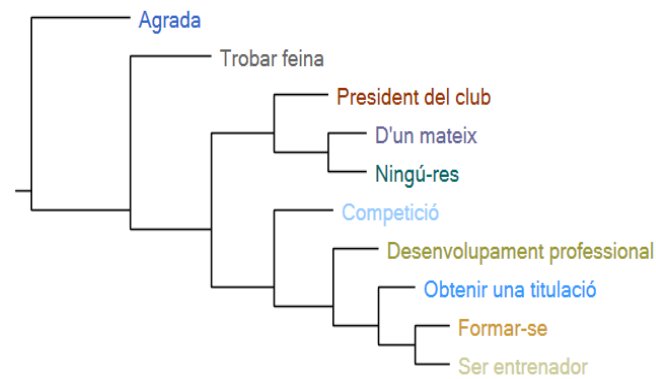 Agrada
Trobar feina
President del club
D'un mateix
Ningú-res
Competició
Desenvolupament professional
Obtenir una titulació
Formar-se
Ser entrenador